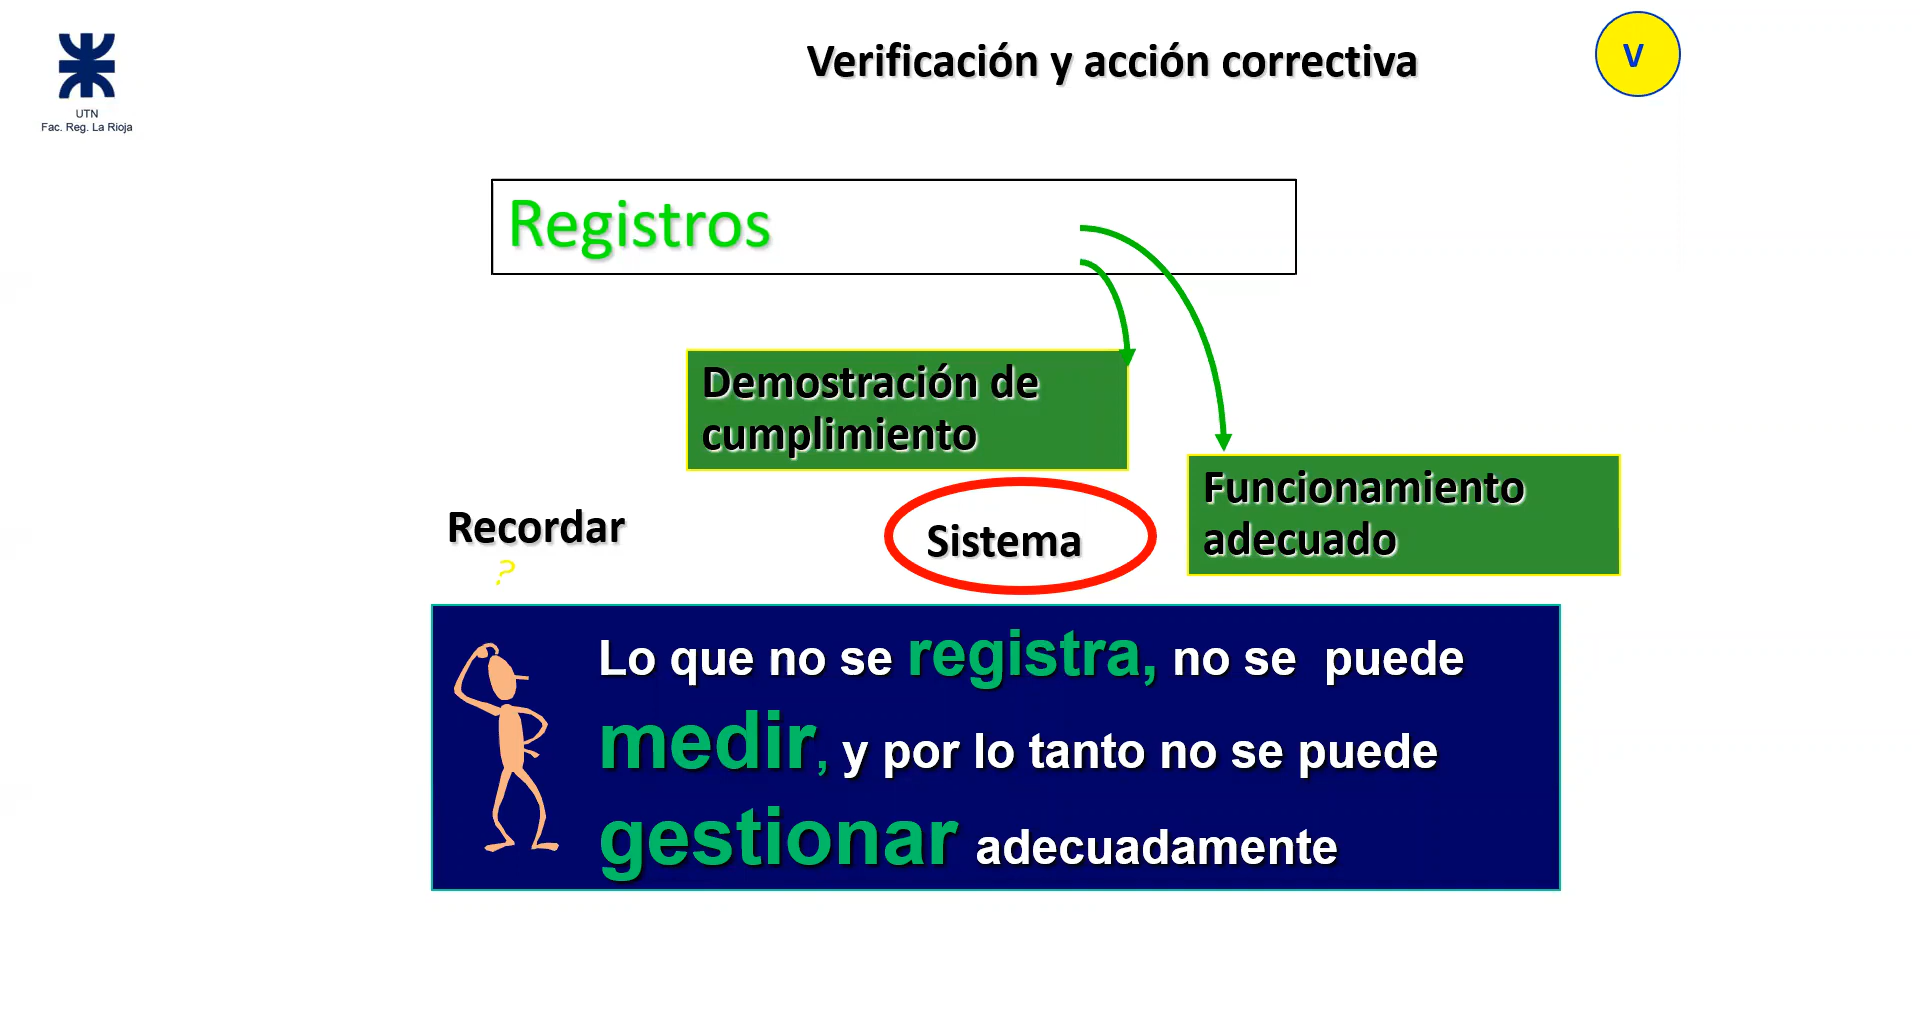 UTN
Fac. Reg. La Rioja
Verificación y acción correctiva
V
Registros
Demostración de
cumplimiento
Funcionamiento
adecuado
Recordar
?
Sistema
Lo que no se registra, no se  puede
medir, y por lo tanto no se puede
gestionar adecuadamente